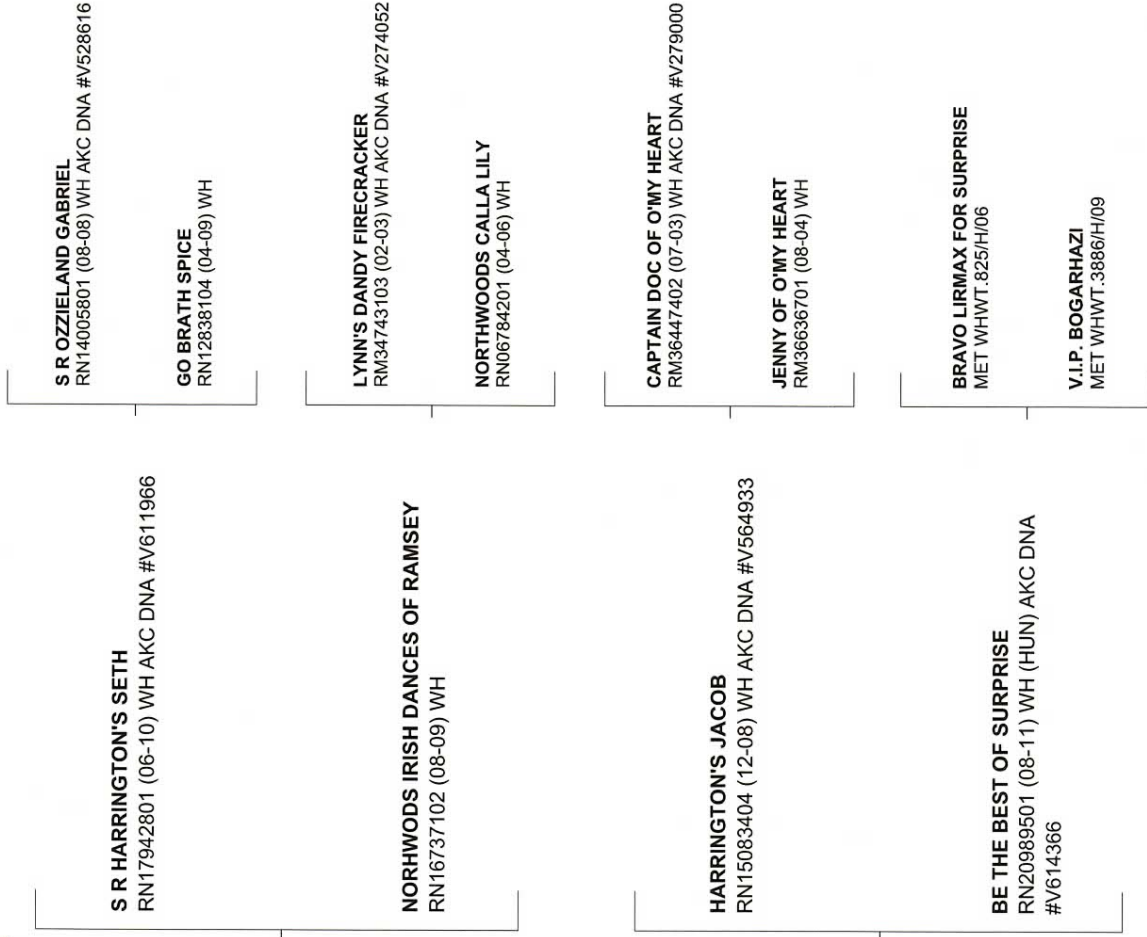 S R HARRINGTON'S SETH
RN17942801 (06-10) WH AKC DNA #V611966
NORHWODS IRISH DANCES OF RAMSEY
RN16737102 (08-09) WH
HARRINGTON'S JACOB
RN15083404 (12-08) WH AKC DNA #V564933
BE THE BEST OF SURPRISE
RN20989501 (08-11) WH (HUN) AKC DNA
#V614366
S R OZZIELAND GABRIEL
RN14005801 (08-08) WH AKC DNA #V528616
GO BRATH SPICE
RN12838104 (04-09) WH
LYNN'S DANDY FIRECRACKER
RM34743103 (02-03) WH AKC DNA #V274052
NORTHWOODS CALLA LILY
RN06784201 (04-06) WH
CAPTAIN DOC OF O'MY HEART
RM36447402 (07-03) WH AKC DNA #V279000
JENNY OF O'MY HEART
RM36636701 (08-04) WH
BRAVO LIRMAX FOR SURPRISE
MET WHWT.825/H/06
V.I.P. BOGARHAZI
MET WHWT.3886/H/09